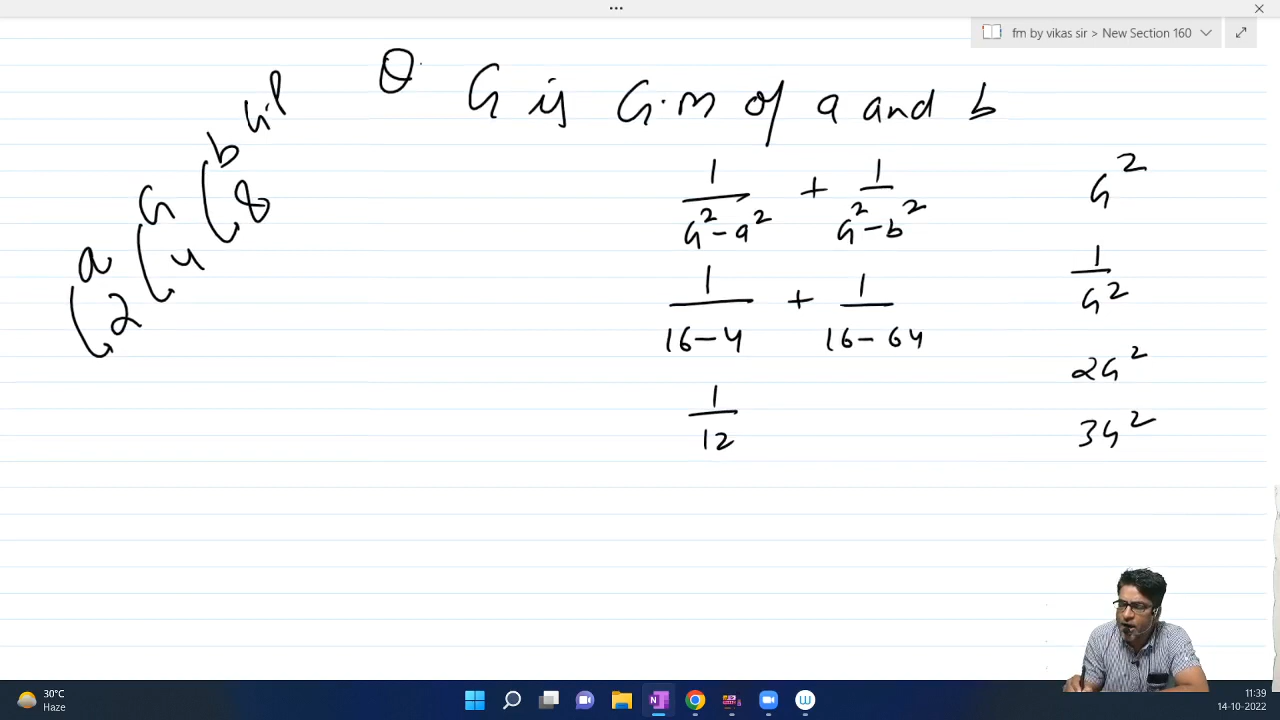 fm by vikas sir > New Section 160
Q G is G.M of a and b
a G b G.P
2 4 8
1/(G² - a²) + 1/(G² - b²)
1/(16 - 4) + 1/(16 - 64)
1/12
G²
1/G²
2G²
3G²
30°C
Haze
11:39
14-10-2022